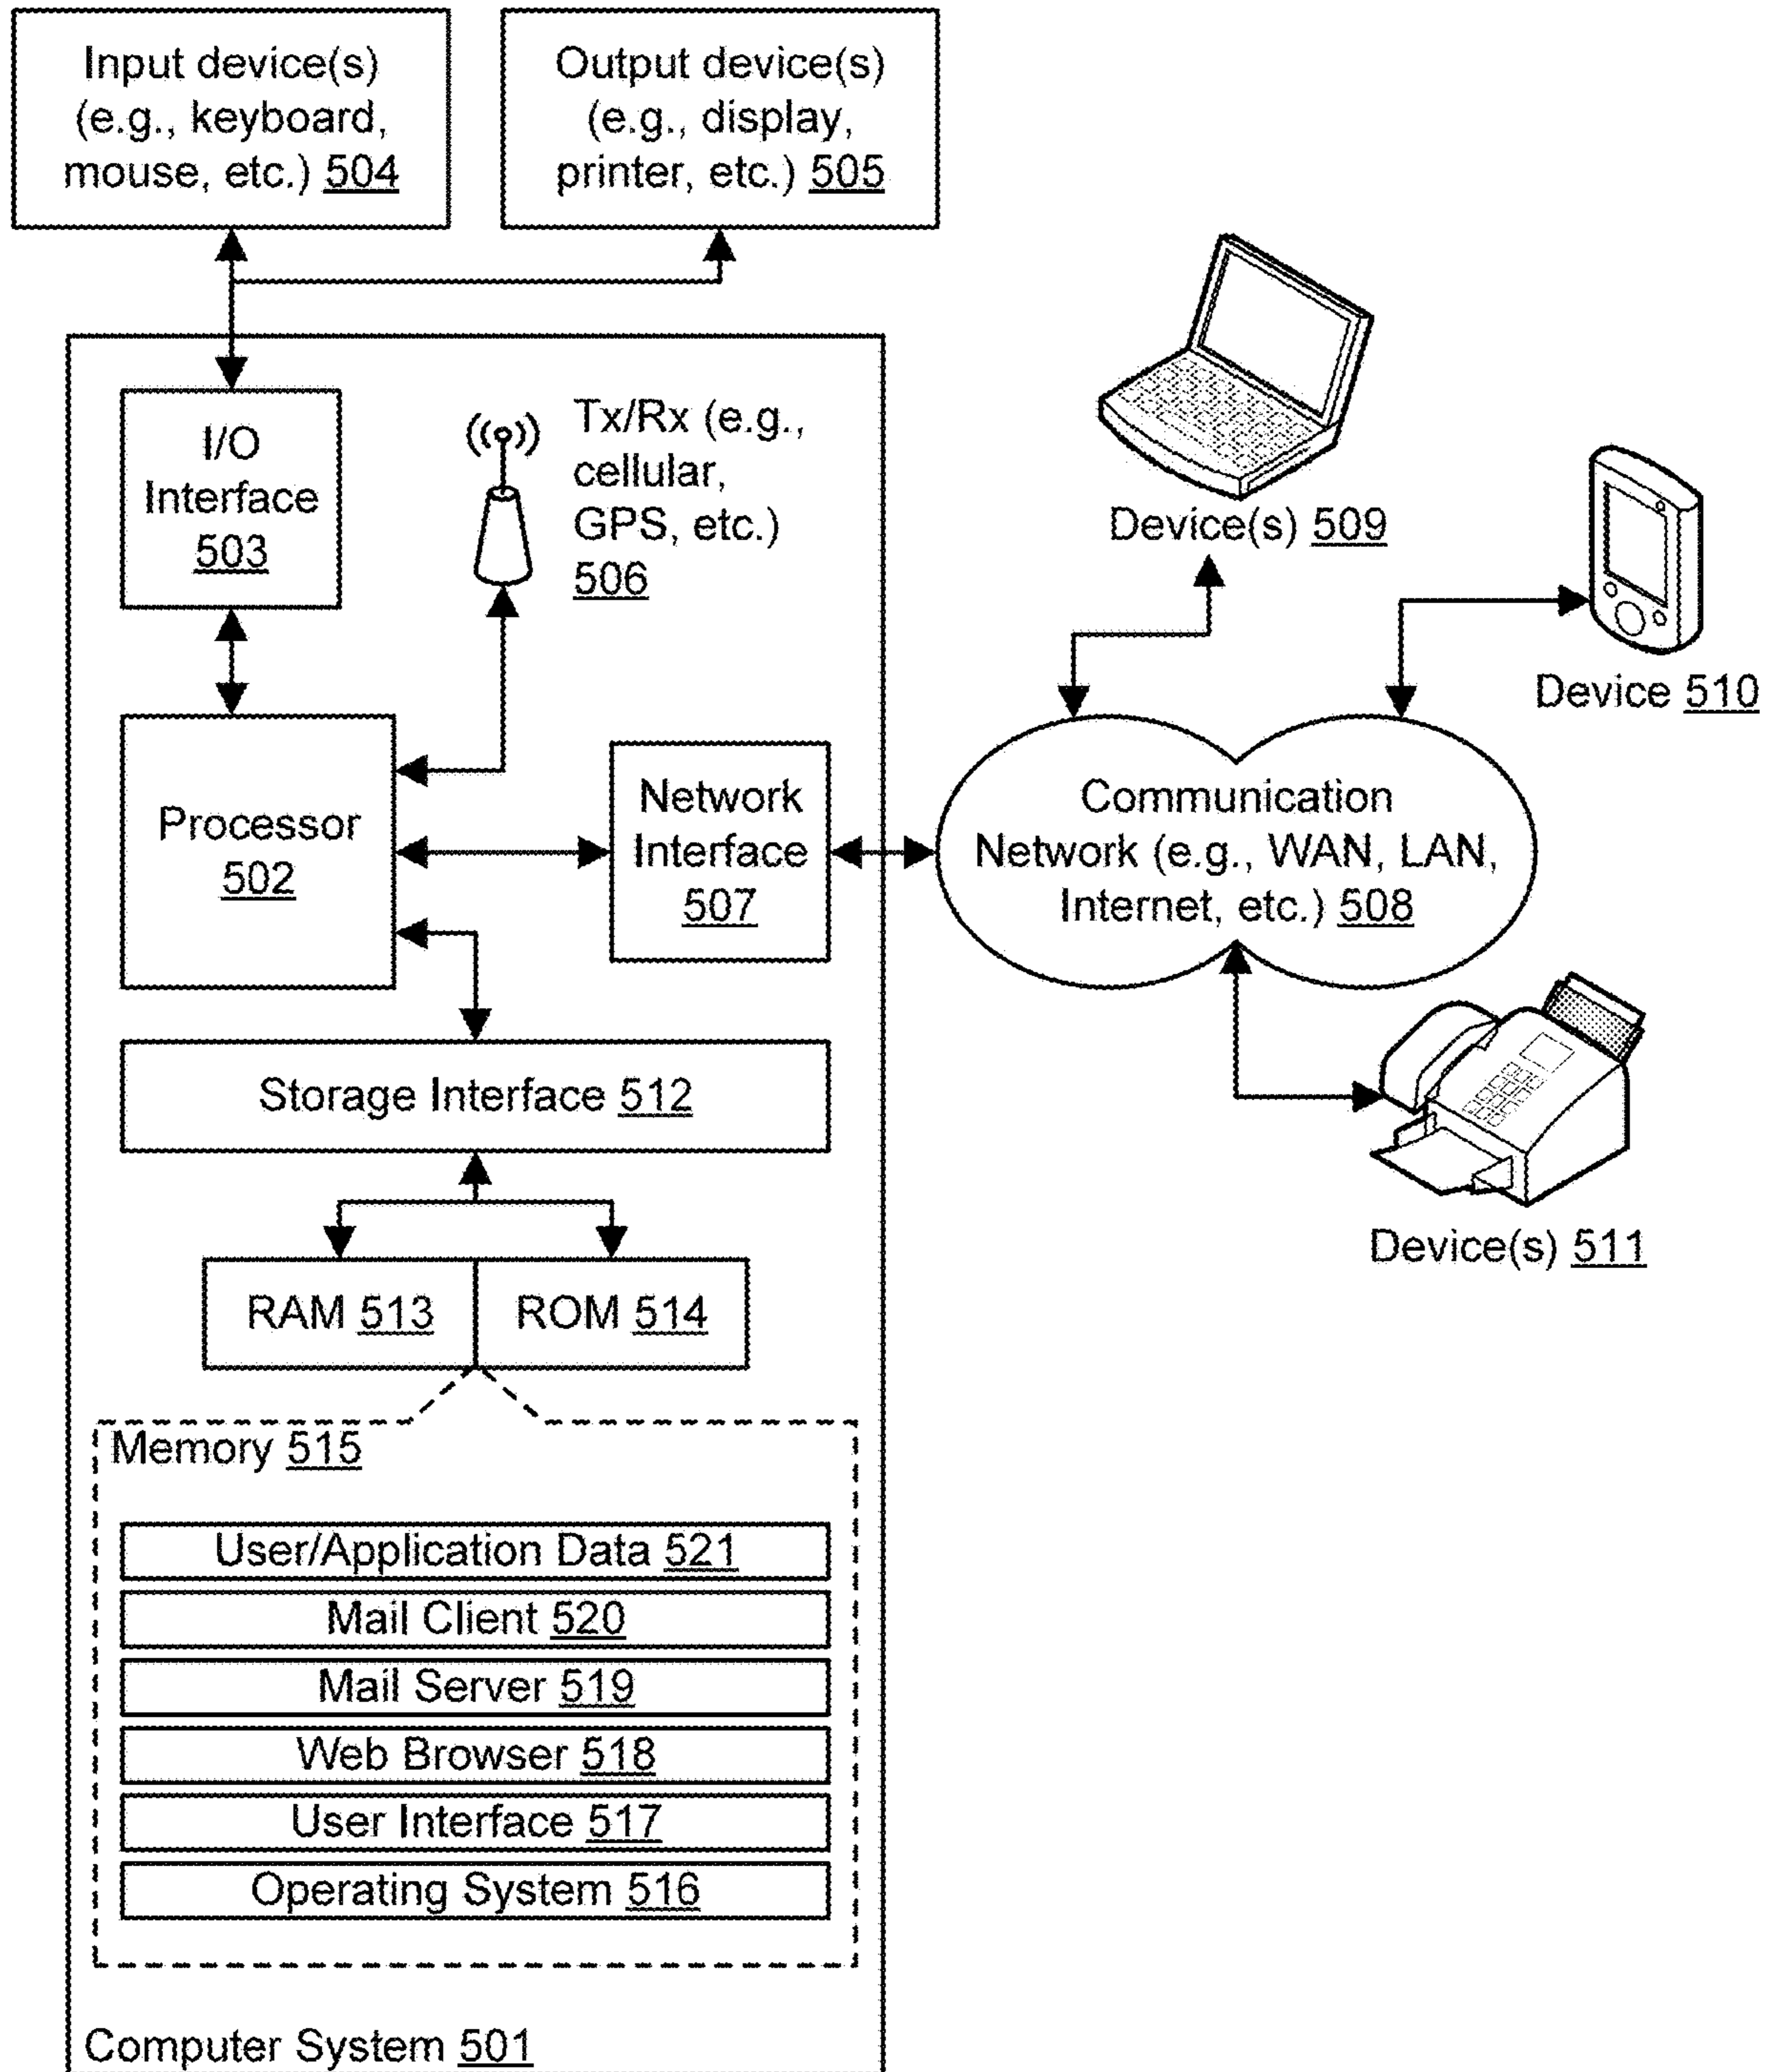 Input device(s)
(e.g., keyboard,
mouse, etc.) 504
Output device(s)
(e.g., display,
printer, etc.) 505
I/O
Interface
503
Tx/Rx (e.g.,
cellular,
GPS, etc.)
506
Device(s) 509
Device 510
Processor
502
Network
Interface
507
Communication
Network (e.g., WAN, LAN,
Internet, etc.) 508
Storage Interface 512
Device(s) 511
RAM 513
ROM 514
Memory 515
User/Application Data 521
Mail Client 520
Mail Server 519
Web Browser 518
User Interface 517
Operating System 516
Computer System 501